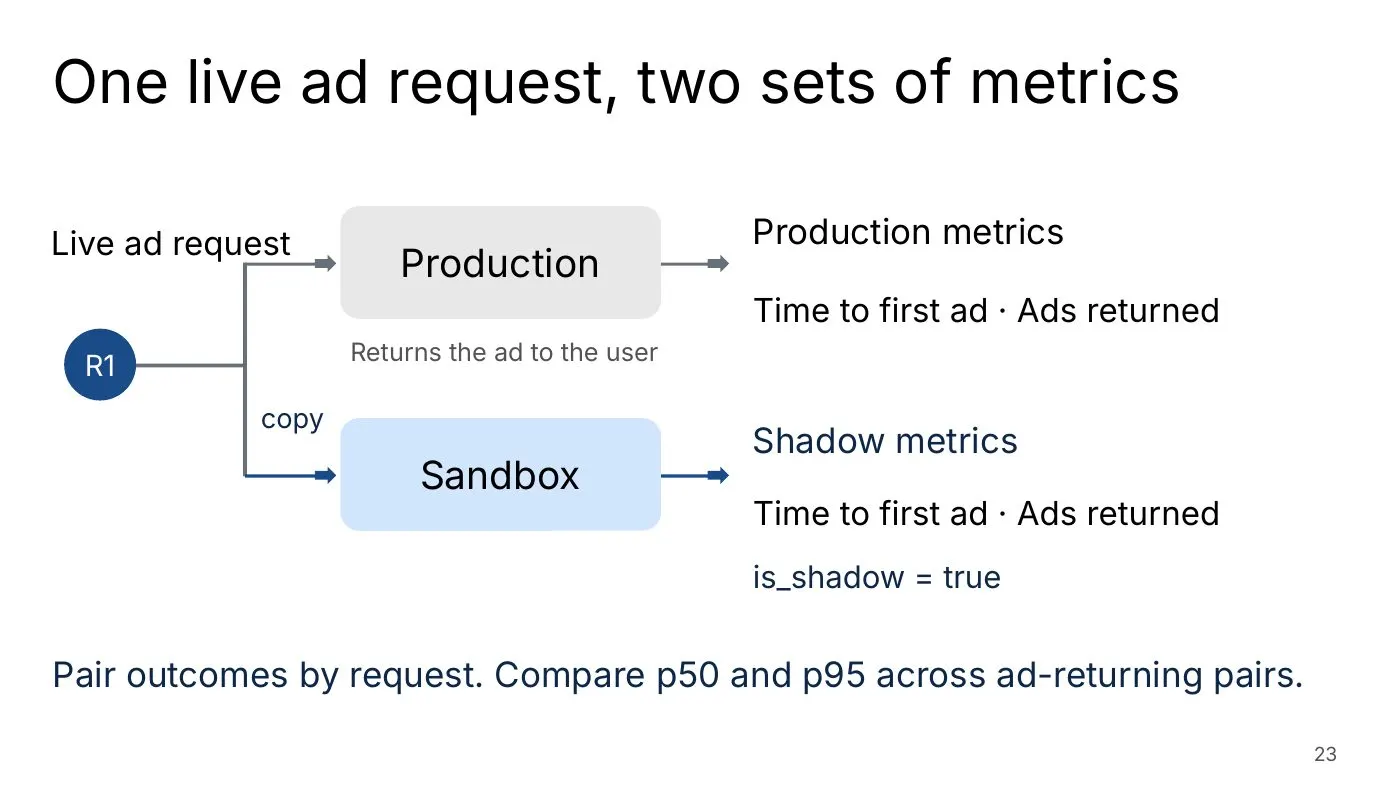 One live ad request, two sets of metrics
Live ad request
R1
copy
Production
Returns the ad to the user
Sandbox
Production metrics
Time to first ad · Ads returned
Shadow metrics
Time to first ad · Ads returned
is_shadow = true
Pair outcomes by request. Compare p50 and p95 across ad-returning pairs.
23